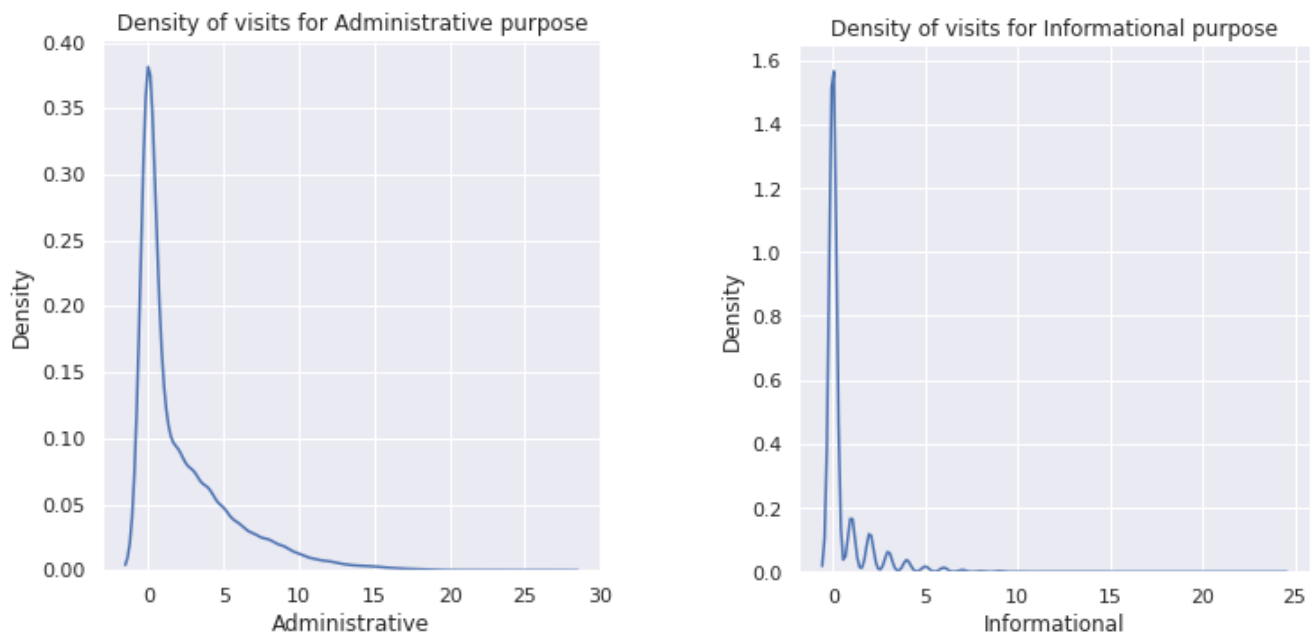 Density of visits for Administrative purpose
0.40
0.35
0.30
0.25
0.20
0.15
0.10
0.05
0.00
Density
0 5 10 15 20 25 30
Administrative
Density of visits for Informational purpose
1.6
1.4
1.2
1.0
0.8
0.6
0.4
0.2
0.0
Density
0 5 10 15 20 25
Informational